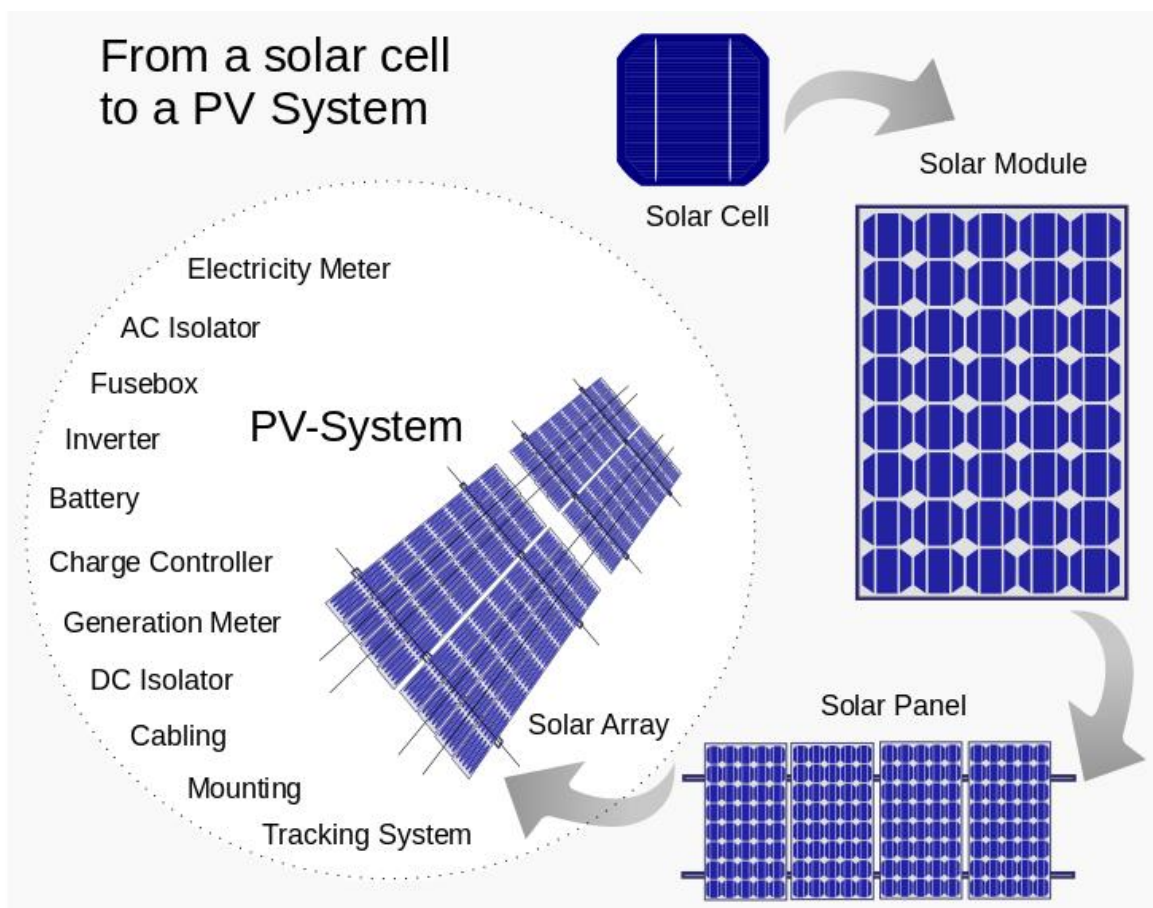 From a solar cell
to a PV System
Solar Cell
Solar Module
Solar Panel
Solar Array
PV-System
Electricity Meter
AC Isolator
Fusebox
Inverter
Battery
Charge Controller
Generation Meter
DC Isolator
Cabling
Mounting
Tracking System